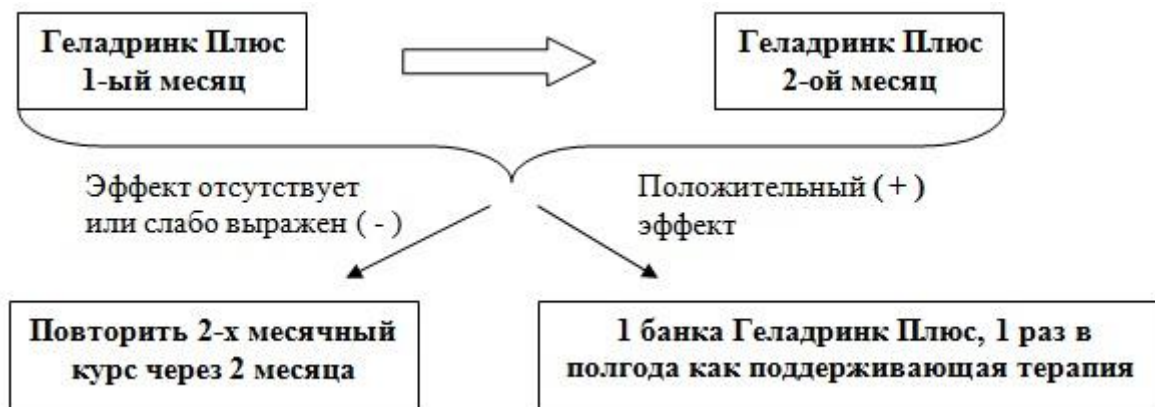 Геладринк Плюс
1-ый месяц
Геладринк Плюс
2-ой месяц
Эффект отсутствует
или слабо выражен ( - )
Положительный ( + )
эффект
Повторить 2-х месячный
курс через 2 месяца
1 банка Геладринк Плюс, 1 раз в
полгода как поддерживающая терапия